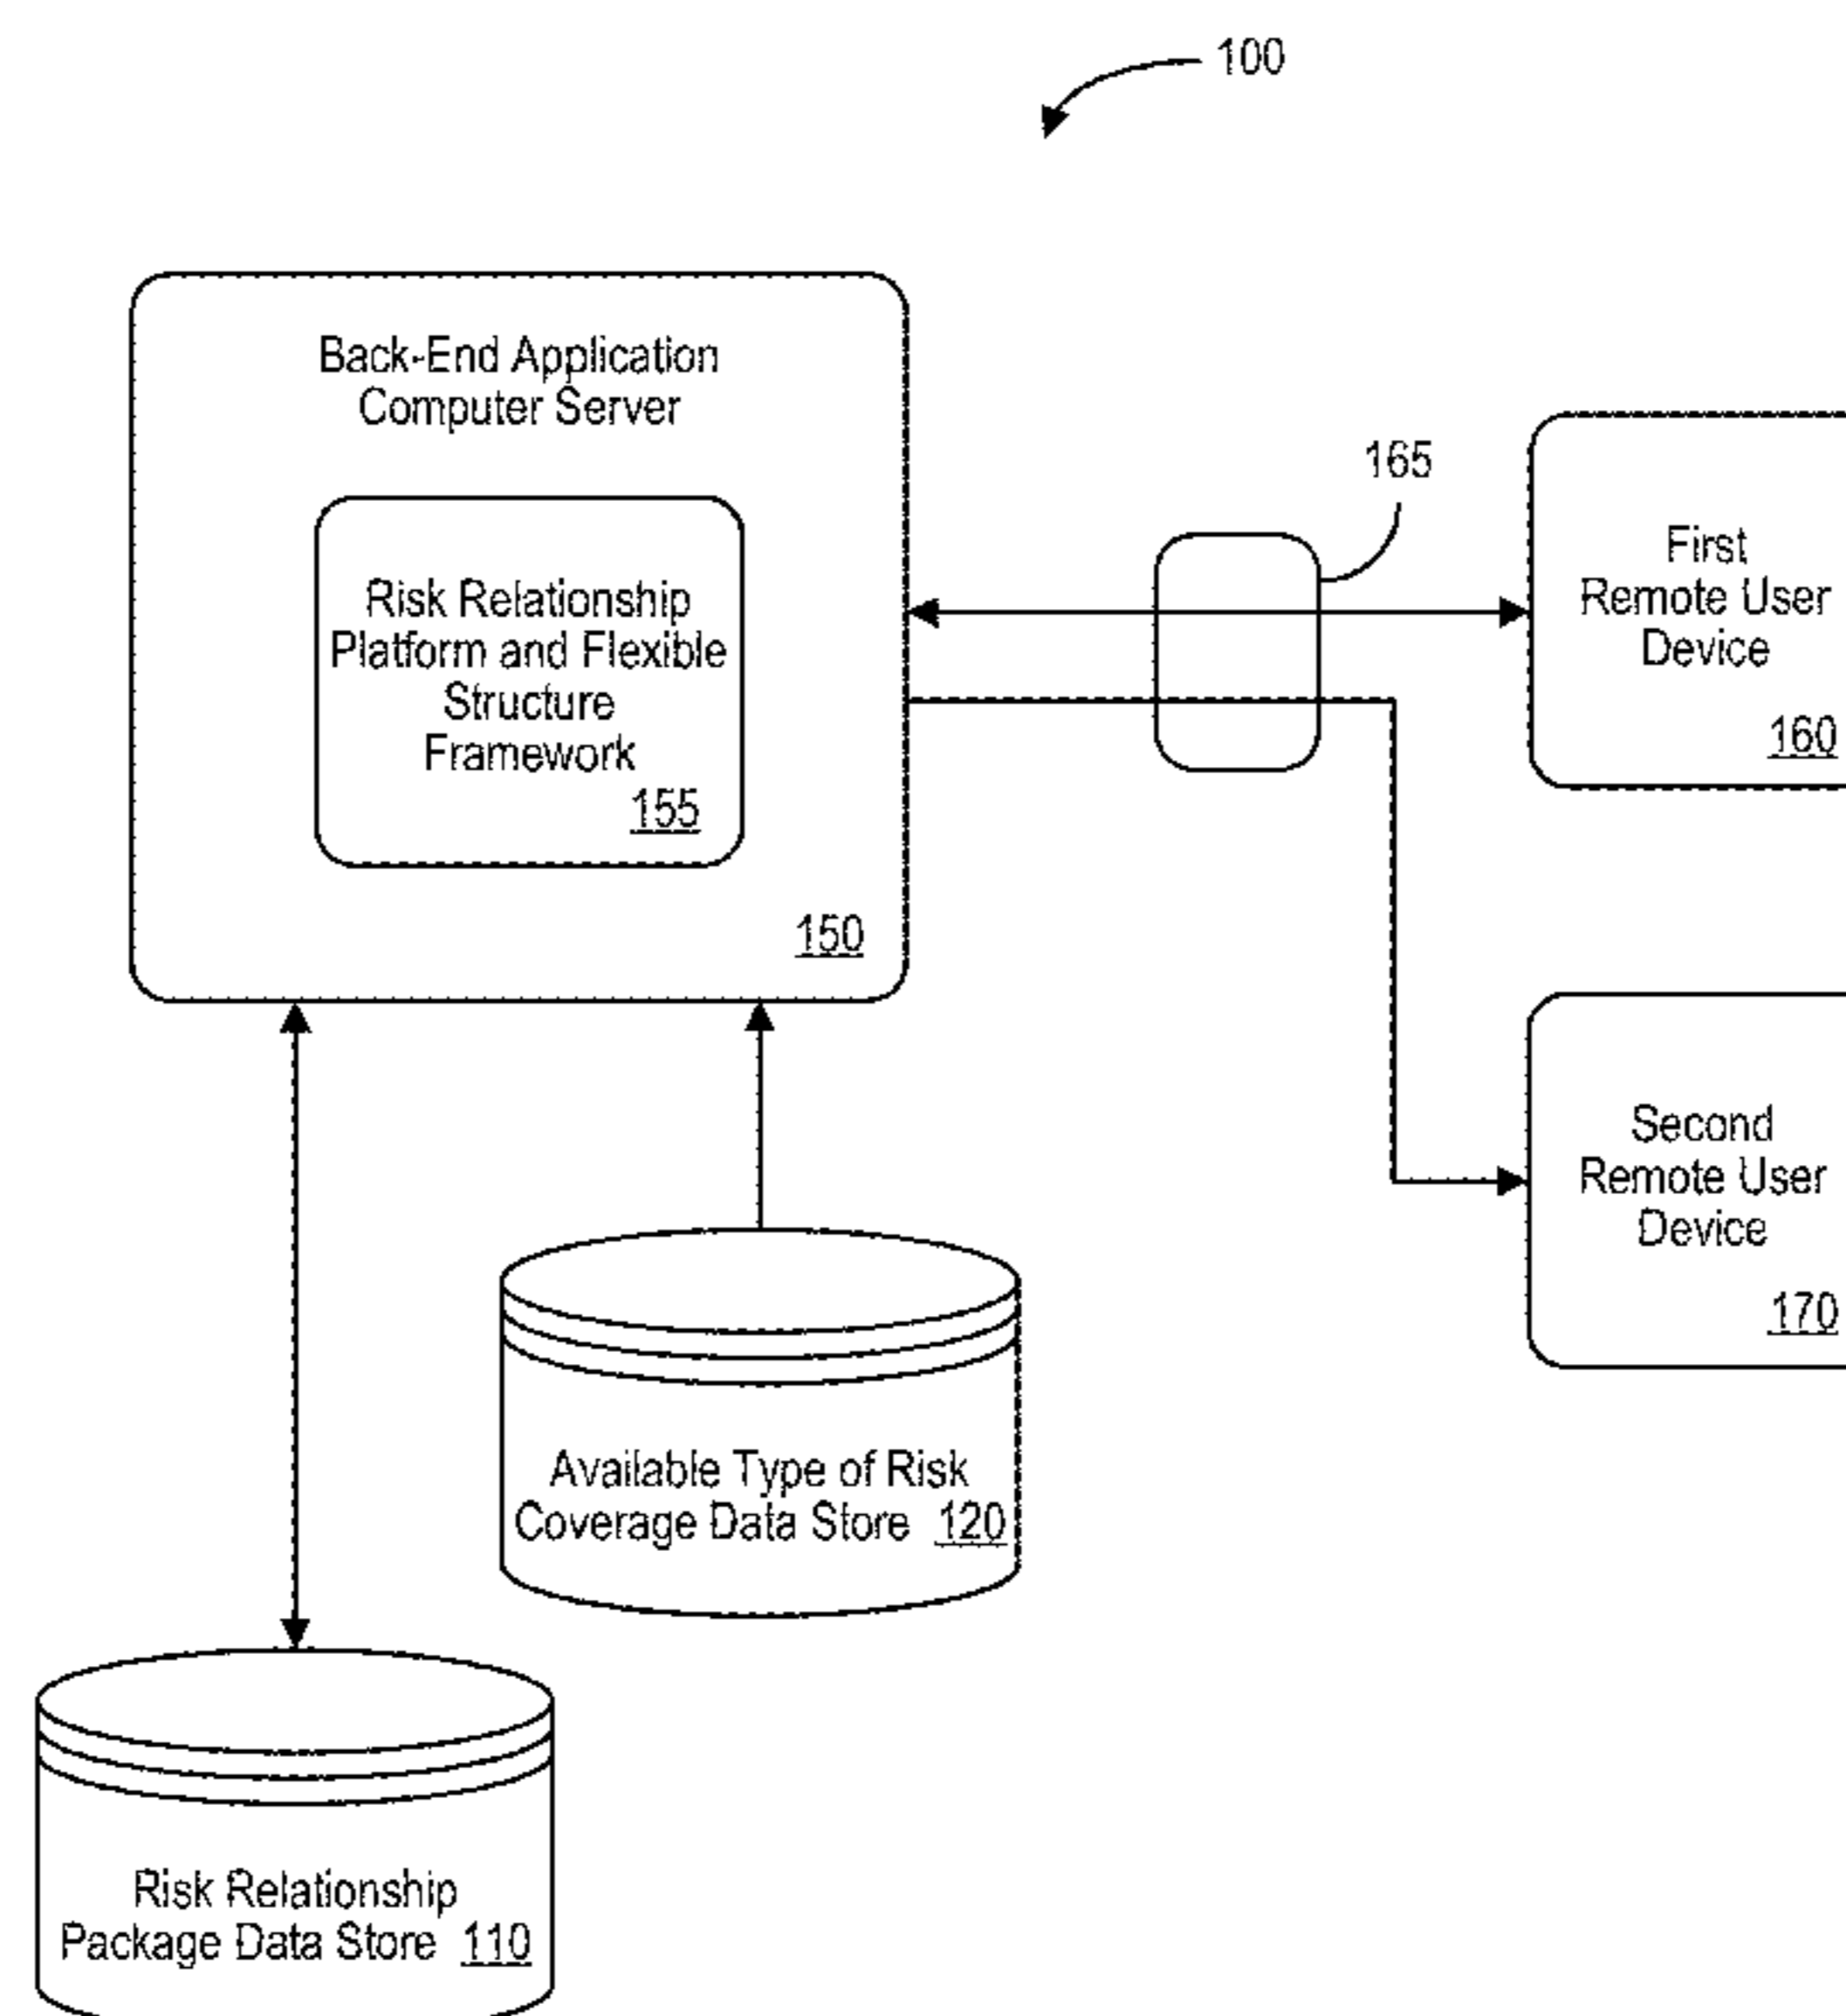 100
Back-End Application
Computer Server
Risk Relationship
Platform and Flexible
Structure
Framework
155
150
165
First
Remote User
Device
160
Second
Remote User
Device
170
Available Type of Risk
Coverage Data Store 120
Risk Relationship
Package Data Store 110